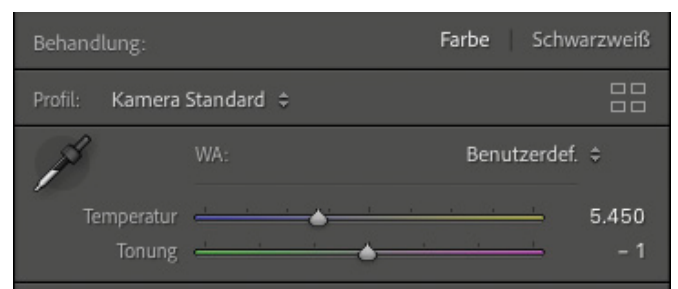 Behandlung: Farbe | Schwarzweiß
Profil: Kamera Standard
WA: Benutzerdef.
Temperatur 5.450
Tonung – 1